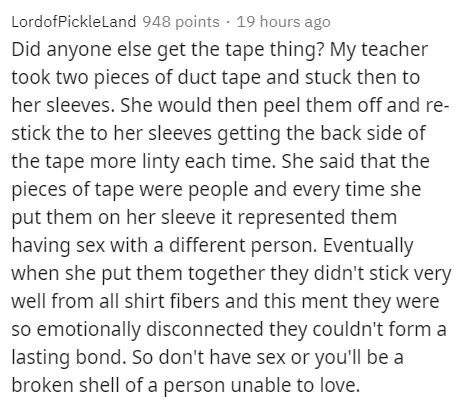 LordofPickleLand 948 points · 19 hours ago
Did anyone else get the tape thing? My teacher
took two pieces of duct tape and stuck then to
her sleeves. She would then peel them off and re-
stick the to her sleeves getting the back side of
the tape more linty each time. She said that the
pieces of tape were people and every time she
put them on her sleeve it represented them
having sex with a different person. Eventually
when she put them together they didn't stick very
well from all shirt fibers and this ment they were
so emotionally disconnected they couldn't form a
lasting bond. So don't have sex or you'll be a
broken shell of a person unable to love.